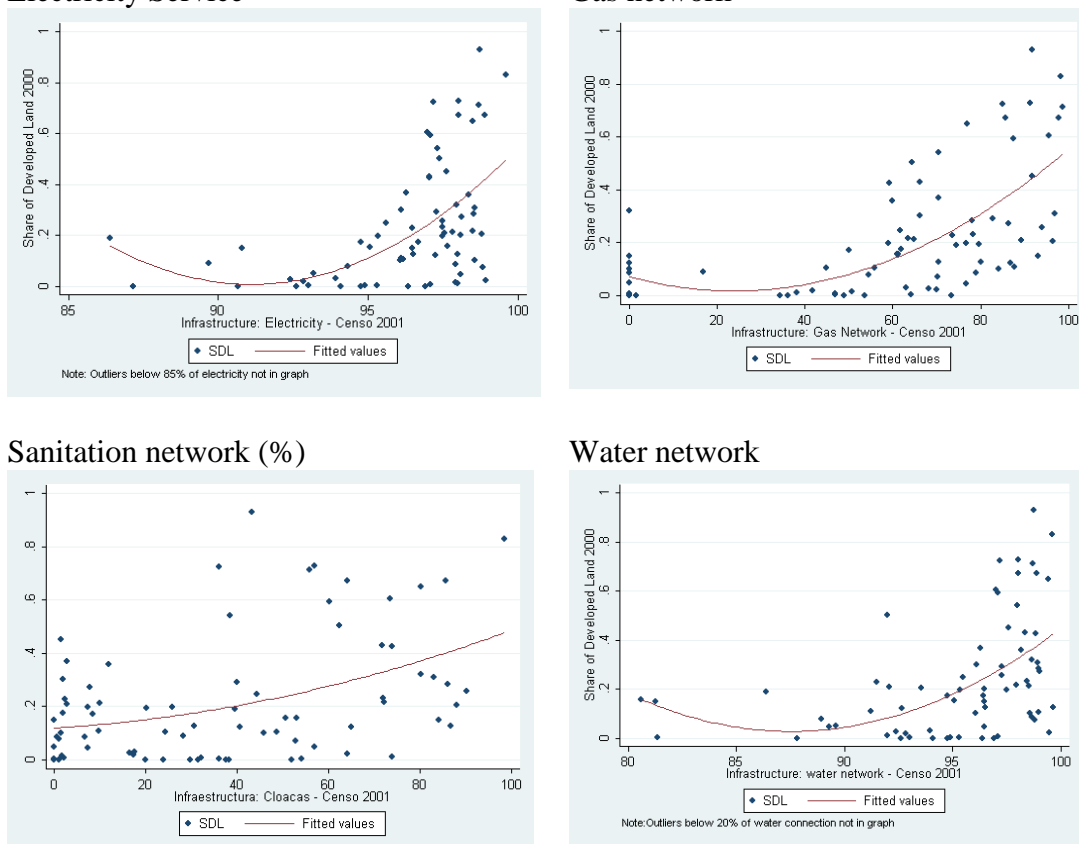 Electricity Service
Gas network
Share of Developed Land 2000
1
.8
.6
.4
.2
0
85
90
95
100
Infrastructure: Electricity - Censo 2001
SDL
Fitted values
Note: Outliers below 85% of electricity not in graph
Share of Developed Land 2000
1
.8
.6
.4
.2
0
0
20
40
60
80
100
Infrastructure: Gas Network - Censo 2001
SDL
Fitted values
Sanitation network (%)
Water network
1
.8
.6
.4
.2
0
0
20
40
60
80
100
Infraestructura: Cloacas - Censo 2001
SDL
Fitted values
Share of Developed Land 2000
1
.8
.6
.4
.2
0
80
85
90
95
100
Infrastructure: water network - Censo 2001
SDL
Fitted values
Note:Outliers below 20% of water connection not in graph